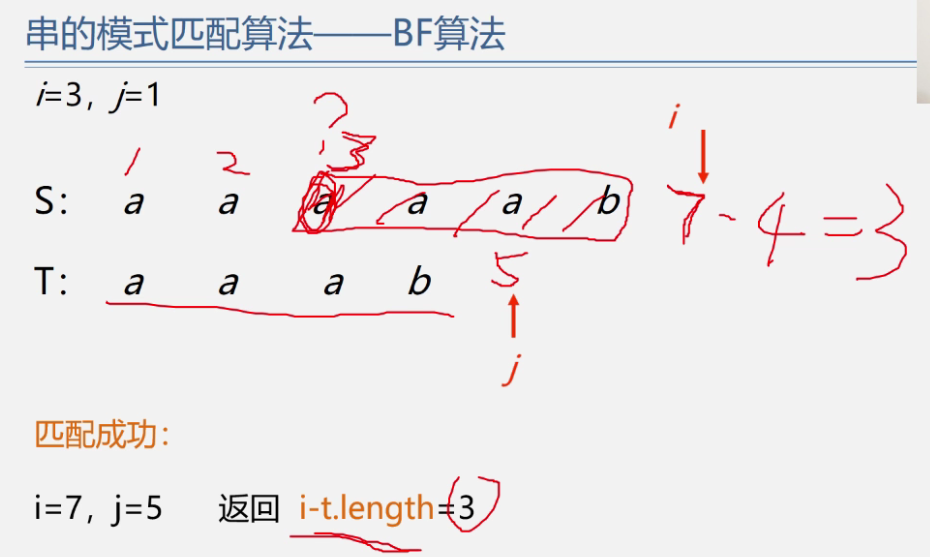 串的模式匹配算法——BF算法
i=3, j=1
? i
1 2 3
S: a a a a a b 7-4=3
T: a a a b 5
j
匹配成功:
i=7, j=5 返回 i-t.length=3